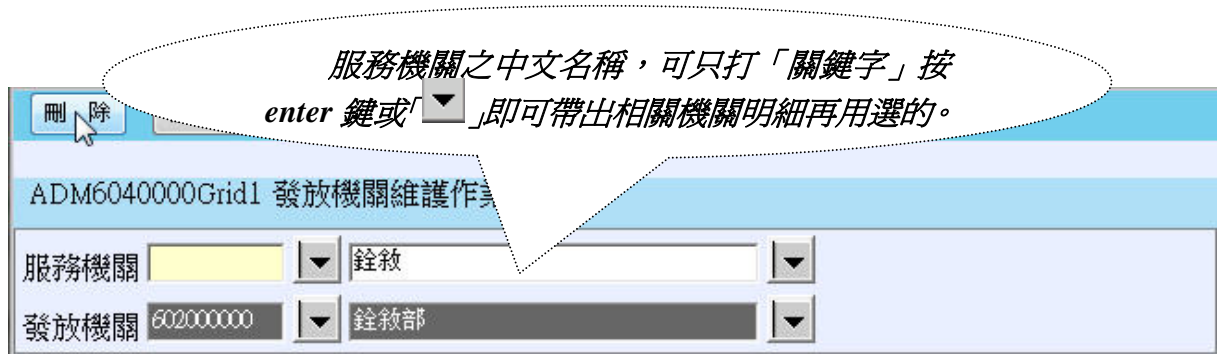 服務機關之中文名稱，可只打「關鍵字」按
enter 鍵或「▼」即可帶出相關機關明細再用選的。
刪 除
ADM6040000Grid1 發放機關維護作業
服務機關 銓敘
發放機關 602000000 銓敘部